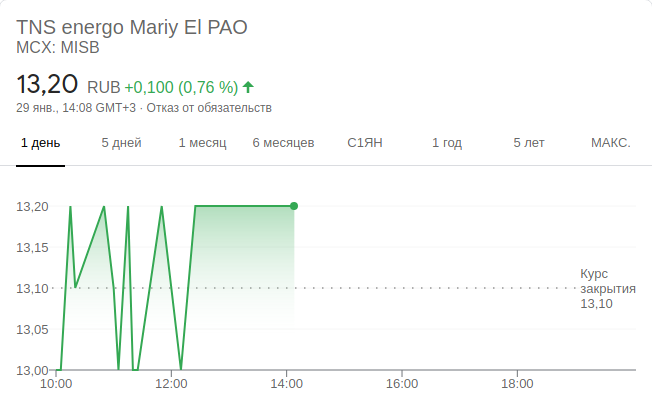 TNS energo Mariy El PAO
MCX: MISB
13,20 RUB +0,100 (0,76 %)
29 янв., 14:08 GMT+3 · Отказ от обязательств
1 день 5 дней 1 месяц 6 месяцев С1ЯН 1 год 5 лет МАКС.
13,20
13,15
13,10
13,05
13,00
Курс
закрытия
13,10
10:00 12:00 14:00 16:00 18:00